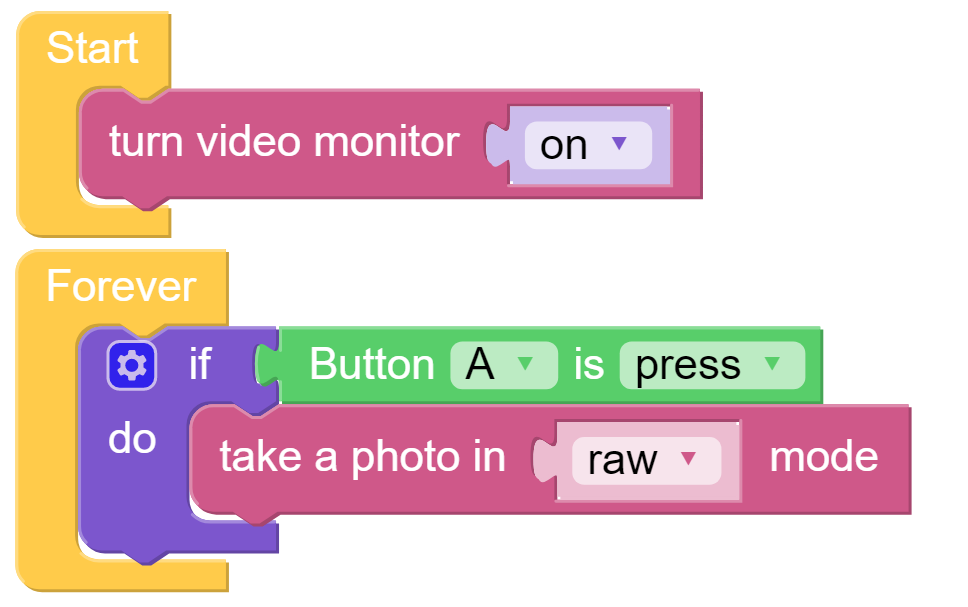 Start
turn video monitor on
Forever
if Button A is press
do take a photo in raw mode